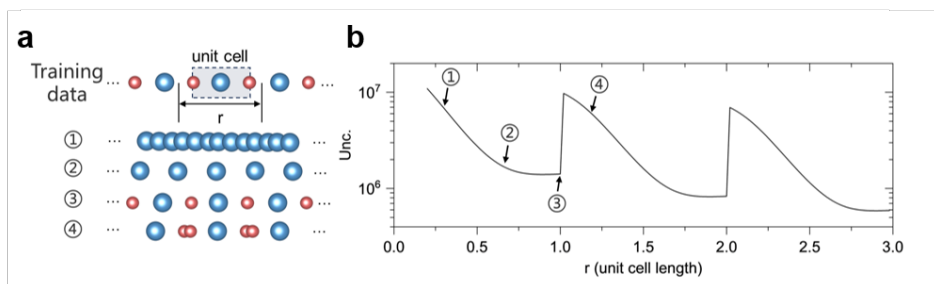 a
unit cell
Training
data
...
...
r
①
...
...
②
...
...
③
...
...
④
...
...
b
Unc.
10⁷
10⁶
①
②
③
④
0.0 0.5 1.0 1.5 2.0 2.5 3.0
r (unit cell length)